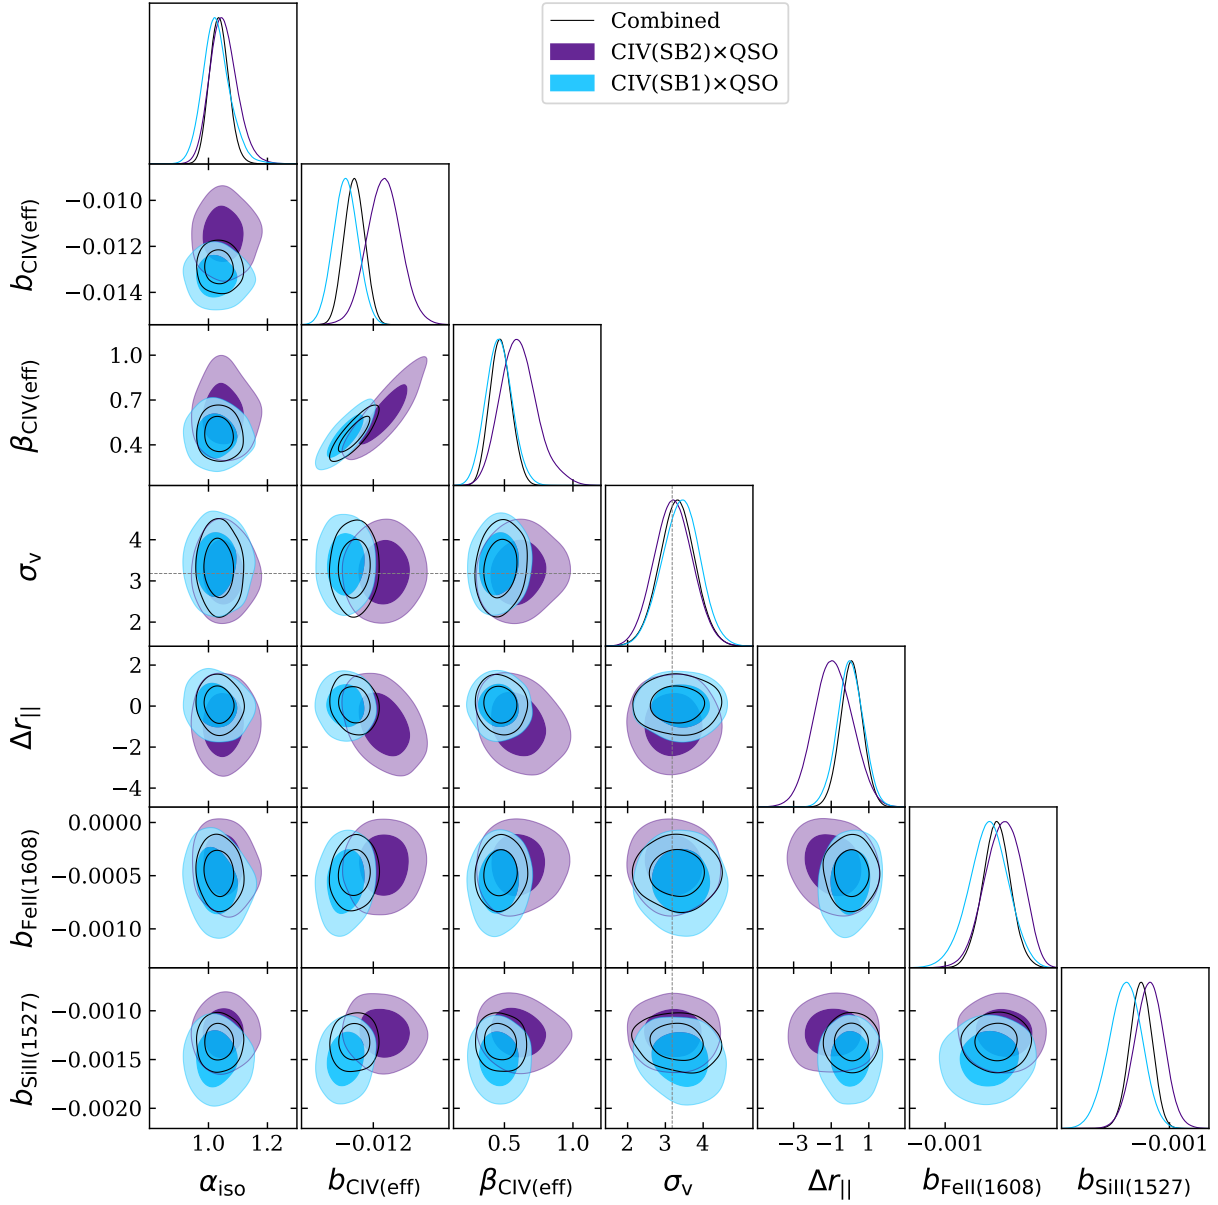 Combined
CIV(SB2)×QSO
CIV(SB1)×QSO
b_CIV(eff)
−0.010
−0.012
−0.014
β_CIV(eff)
1.0
0.7
0.4
σ_v
4
3
2
Δr_||
2
0
−2
−4
b_FeII(1608)
0.0000
−0.0005
−0.0010
b_SiII(1527)
−0.0010
−0.0015
−0.0020
1.0 1.2 −0.012 0.5 1.0 2 3 4 −3 −1 1 −0.001 −0.001
α_iso b_CIV(eff) β_CIV(eff) σ_v Δr_|| b_FeII(1608) b_SiII(1527)